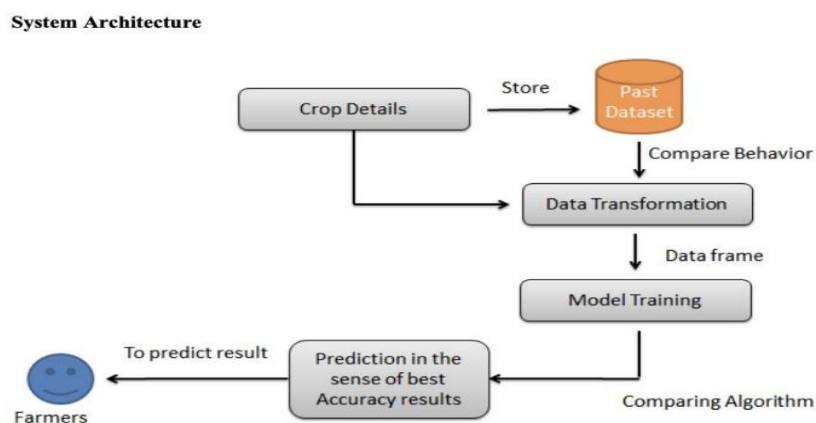 System Architecture
Crop Details
Store
Past
Dataset
Compare Behavior
Data Transformation
Data frame
Model Training
To predict result
Prediction in the
sense of best
Accuracy results
Comparing Algorithm
Farmers